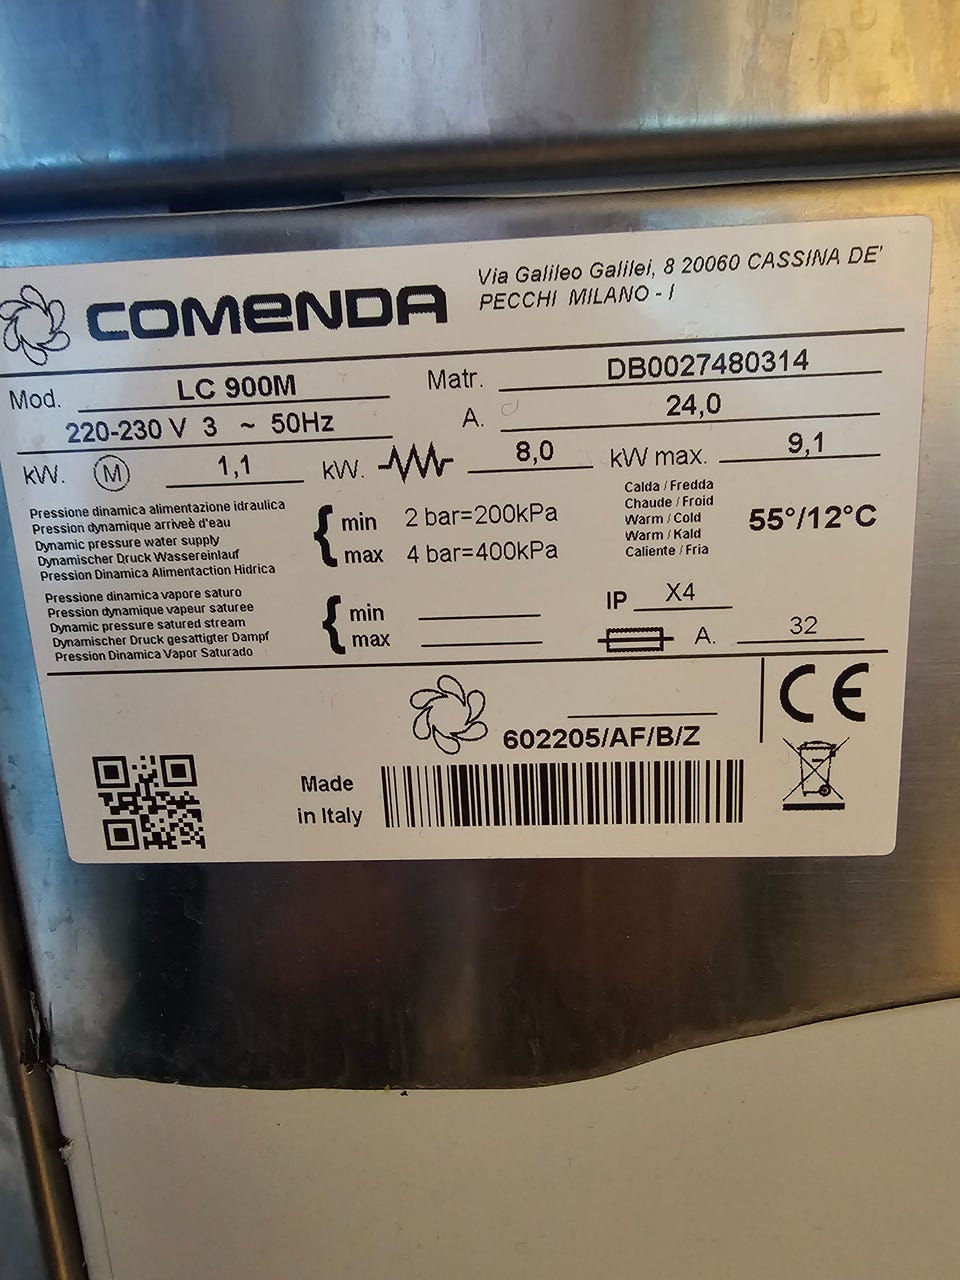 COMENDA
Via Galileo Galilei, 8 20060 CASSINA DE'
PECCHI MILANO - I
Mod. LC 900M
Matr. DB0027480314
220-230 V 3 ~ 50Hz
A. 24,0
kW. M 1,1
kW. 8,0
kW max. 9,1
Pressione dinamica alimentazione idraulica
Pression dynamique arriveè d'eau
Dynamic pressure water supply
Dynamischer Druck Wassereinlauf
Pression Dinamica Alimentaction Hidrica
min 2 bar=200kPa
max 4 bar=400kPa
Calda / Fredda
Chaude / Froid
Warm / Cold
Warm / Kald
Caliente / Fria
55°/12°C
Pressione dinamica vapore saturo
Pression dynamique vapeur saturee
Dynamic pressure satured stream
Dynamischer Druck gesattigter Dampf
Pression Dinamica Vapor Saturado
min
max
IP X4
A. 32
602205/AF/B/Z
CE
Made
in Italy